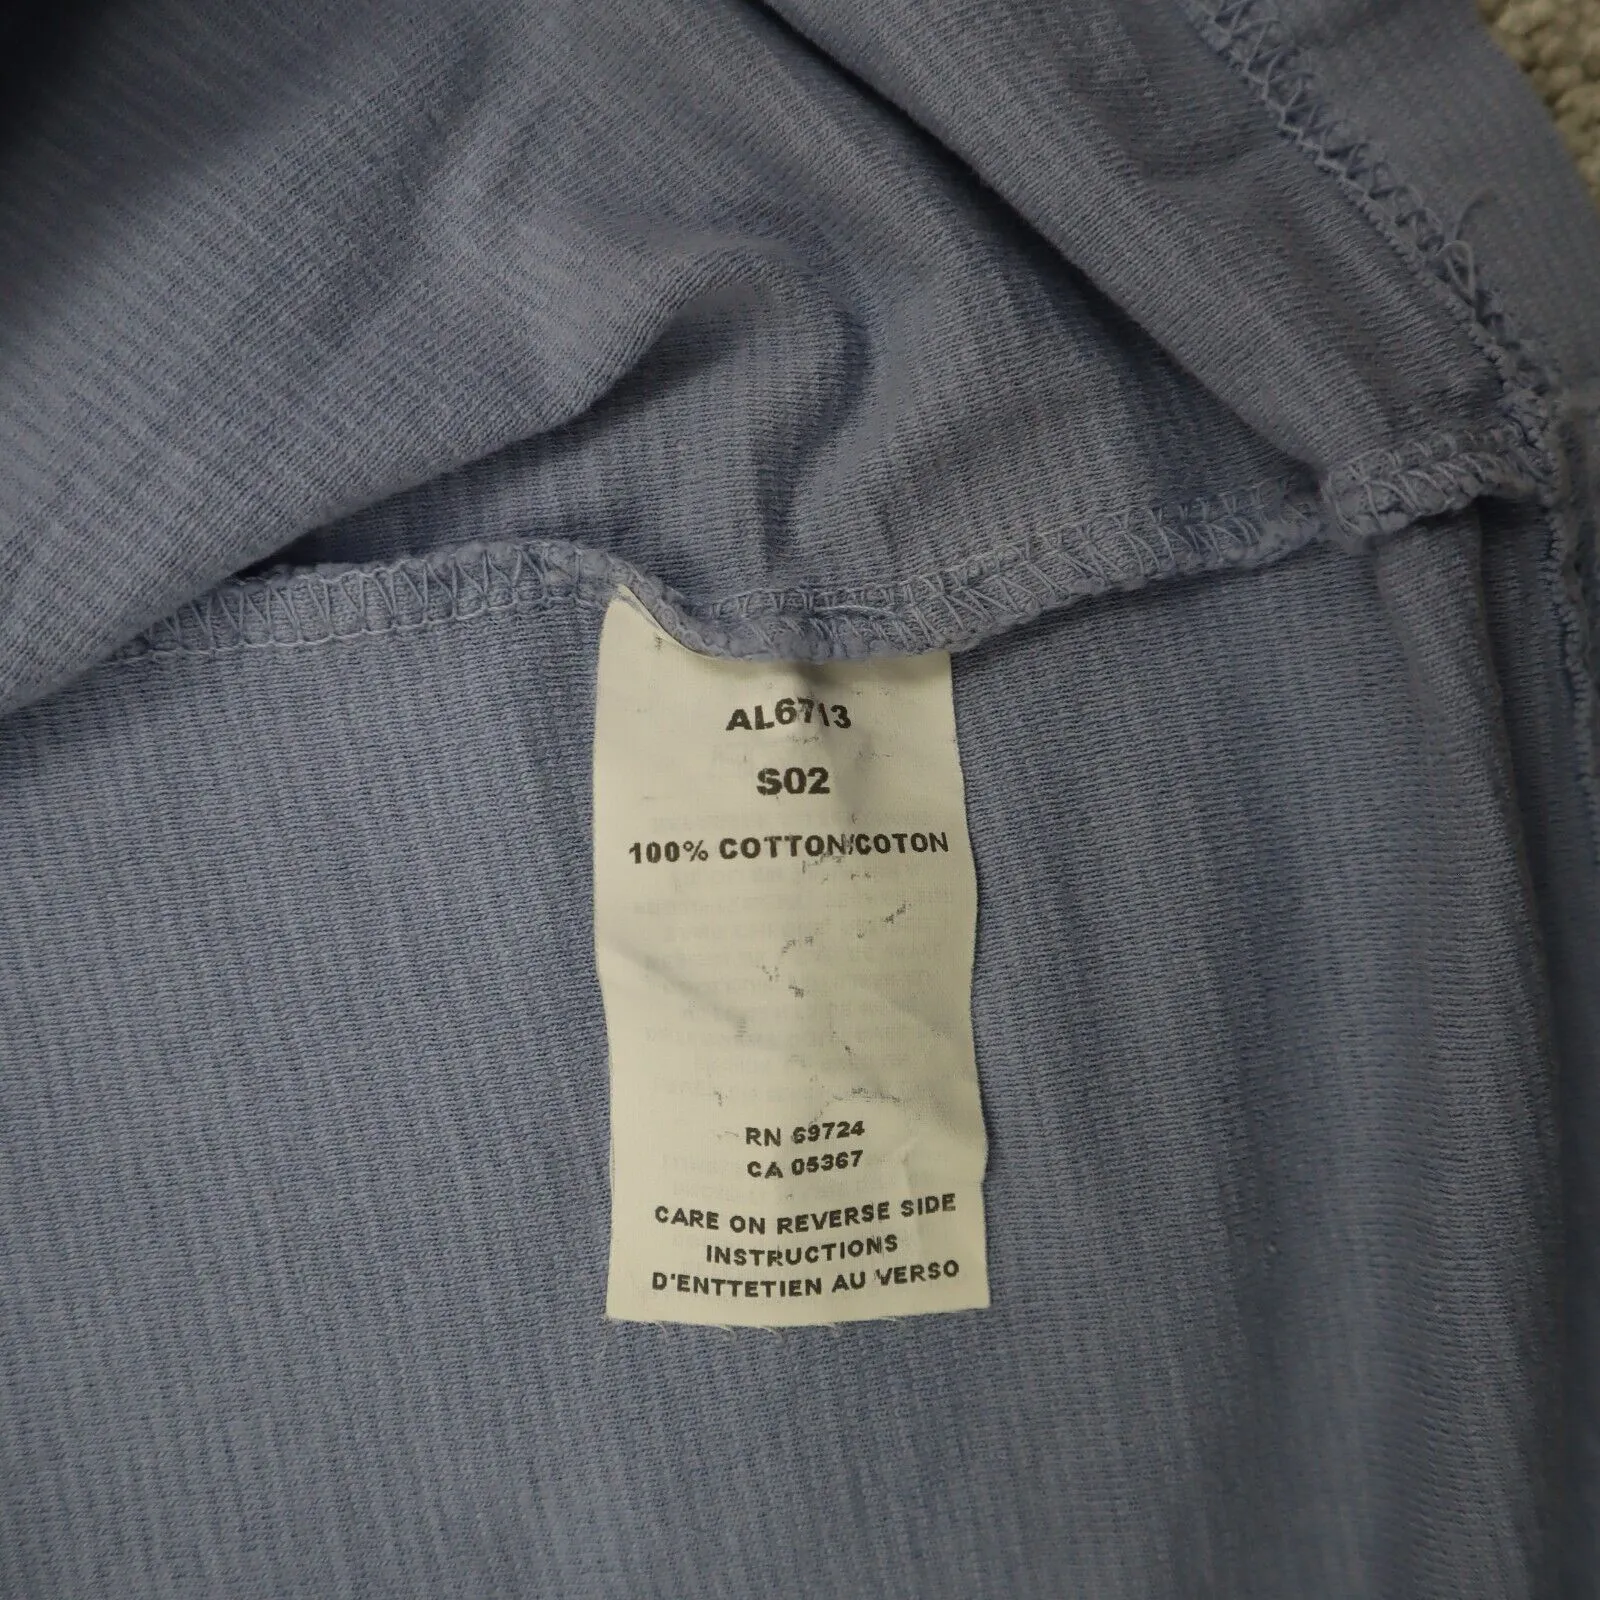 AL6713
S02
100% COTTON/COTON
RN 69724
CA 05367
CARE ON REVERSE SIDE
INSTRUCTIONS
D'ENTTETIEN AU VERSO